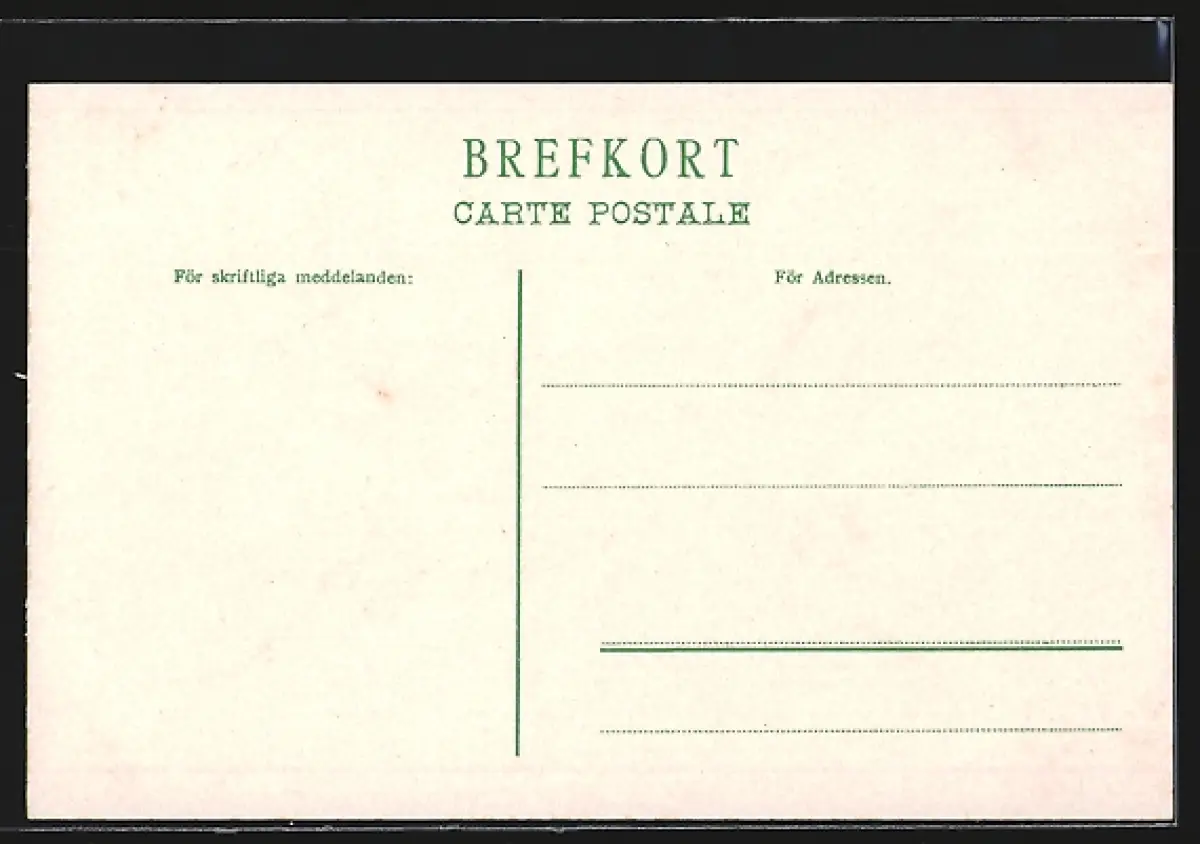 BREFKORT
CARTE POSTALE
För skriftliga meddelanden:
För Adressen.